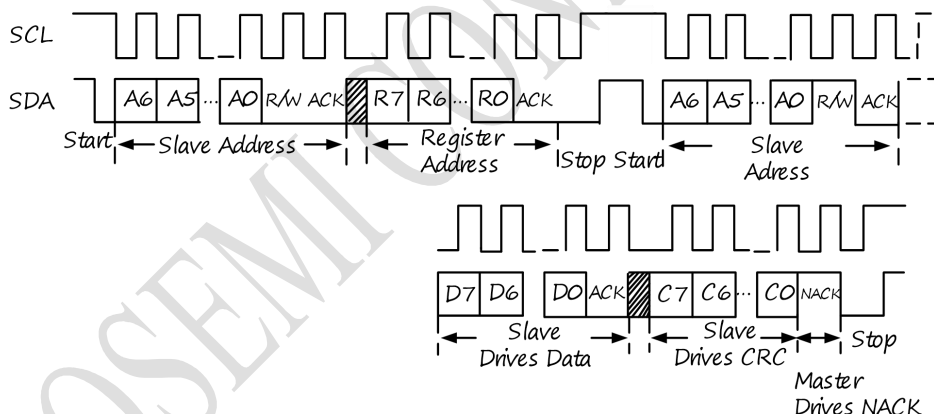 SCL
SDA A6 A5 ... A0 R/W ACK R7 R6 ... R0 ACK A6 A5 ... A0 R/W ACK
Start Slave Address Register Address Stop Start Slave Adress
D7 D6 D0 ACK C7 C6 ... C0 NACK
Slave Drives Data Slave Drives CRC Stop
Master Drives NACK
OSEMI CON